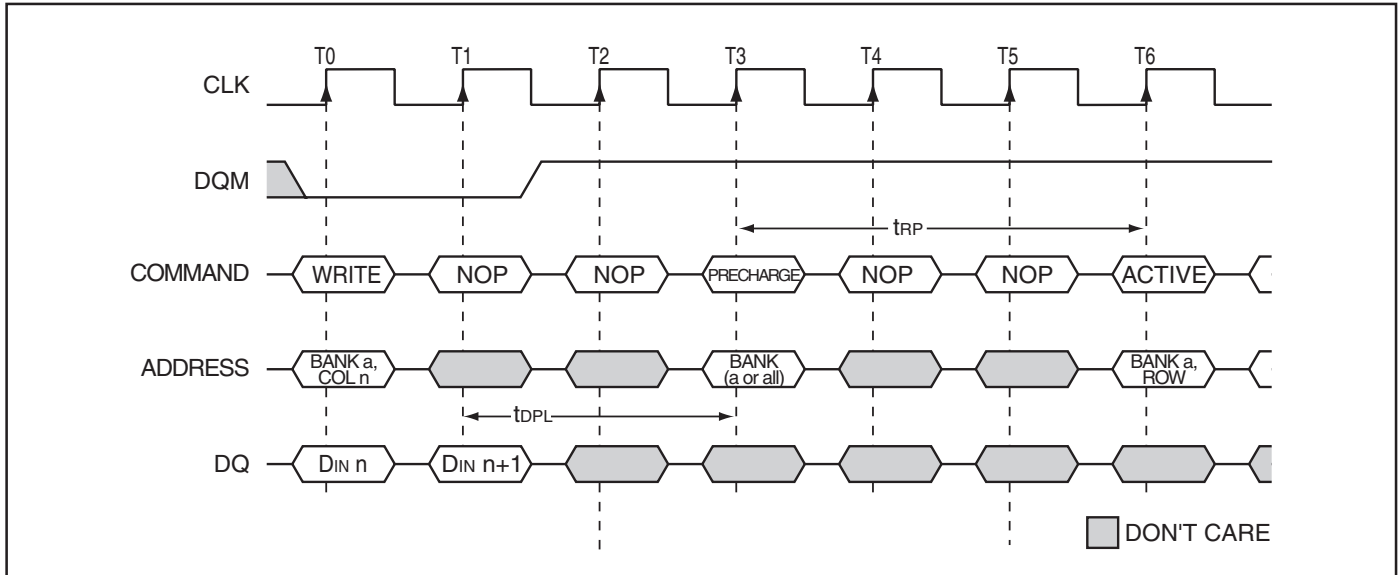 T0 T1 T2 T3 T4 T5 T6
CLK
DQM
tRP
COMMAND WRITE NOP NOP PRECHARGE NOP NOP ACTIVE
ADDRESS BANK a, COL n BANK (a or all) BANK a, ROW
tDPL
DQ DIN n DIN n+1
DON'T CARE